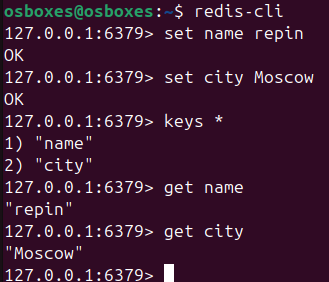 osboxes@osboxes:~$ redis-cli
127.0.0.1:6379> set name repin
OK
127.0.0.1:6379> set city Moscow
OK
127.0.0.1:6379> keys *
1) "name"
2) "city"
127.0.0.1:6379> get name
"repin"
127.0.0.1:6379> get city
"Moscow"
127.0.0.1:6379>